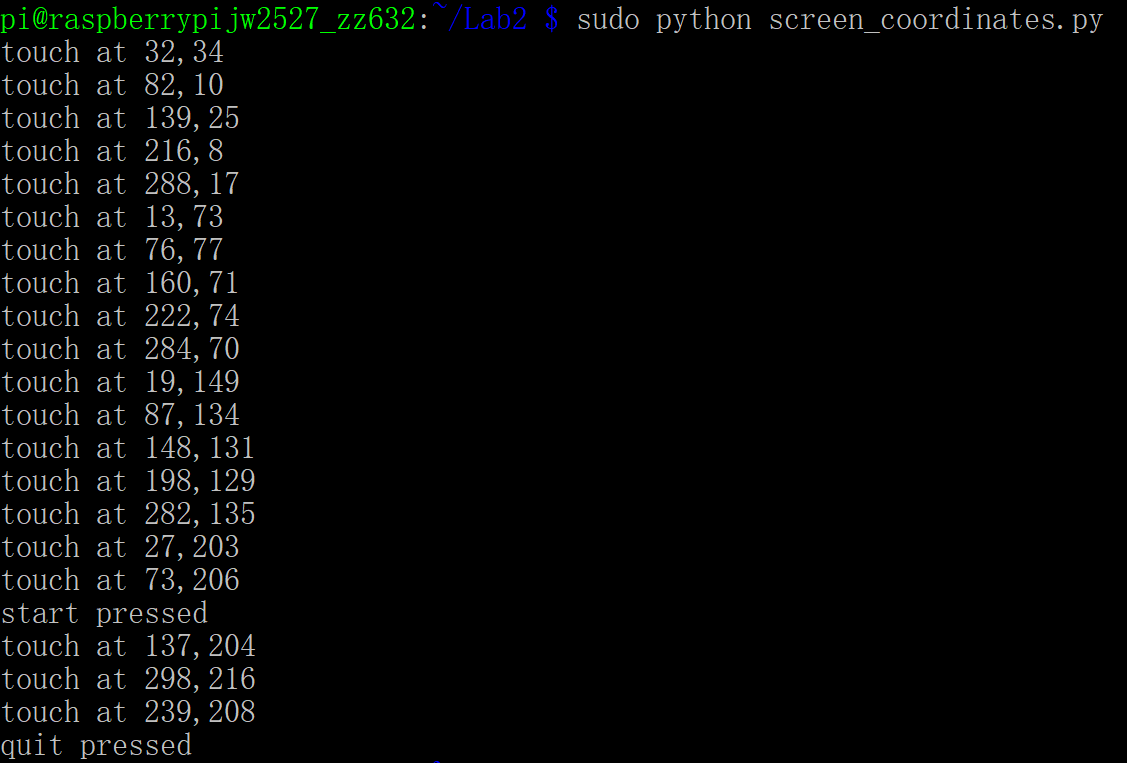 pi@raspberrypijw2527_zz632:~/Lab2 $ sudo python screen_coordinates.py
touch at 32,34
touch at 82,10
touch at 139,25
touch at 216,8
touch at 288,17
touch at 13,73
touch at 76,77
touch at 160,71
touch at 222,74
touch at 284,70
touch at 19,149
touch at 87,134
touch at 148,131
touch at 198,129
touch at 282,135
touch at 27,203
touch at 73,206
start pressed
touch at 137,204
touch at 298,216
touch at 239,208
quit pressed